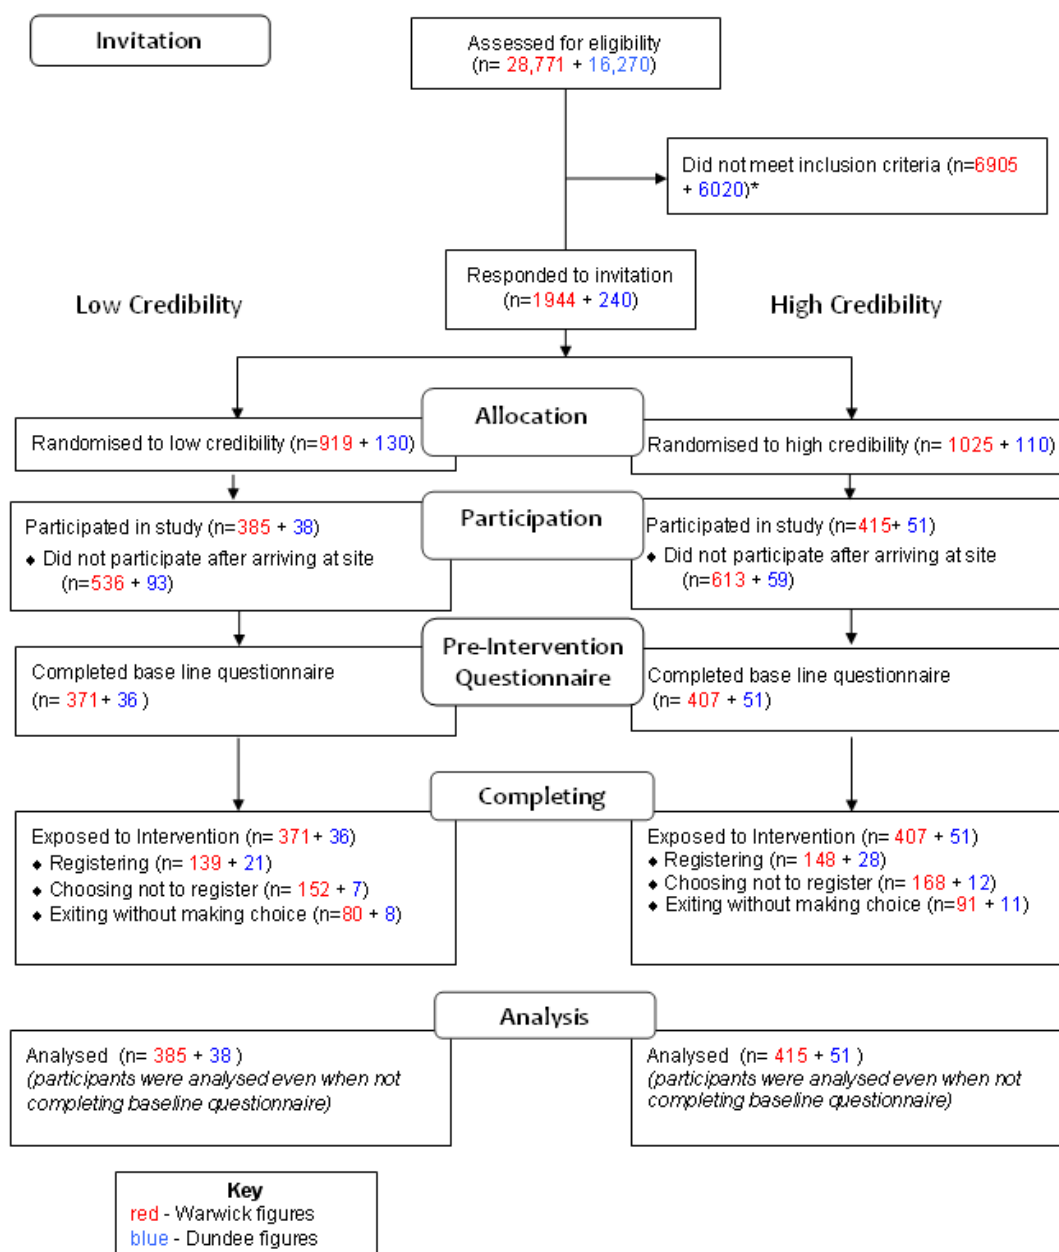 Invitation
Assessed for eligibility
(n= 28,771 + 16,270)
Did not meet inclusion criteria (n=6905
+ 6020)*
Responded to invitation
(n=1944 + 240)
Low Credibility
High Credibility
Allocation
Randomised to low credibility (n=919 + 130)
Randomised to high credibility (n= 1025 + 110)
Participation
Participated in study (n=385 + 38)
♦ Did not participate after arriving at site
(n=536 + 93)
Participated in study (n=415+ 51)
♦ Did not participate after arriving at site
(n=613 + 59)
Pre-Intervention
Questionnaire
Completed base line questionnaire
(n= 371+ 36 )
Completed base line questionnaire
(n= 407 + 51)
Completing
Exposed to Intervention (n= 371+ 36)
♦ Registering (n= 139 + 21)
♦ Choosing not to register (n= 152 + 7)
♦ Exiting without making choice (n=80 + 8)
Exposed to Intervention (n= 407 + 51)
♦ Registering (n= 148 + 28)
♦ Choosing not to register (n= 168 + 12)
♦ Exiting without making choice (n=91 + 11)
Analysis
Analysed (n= 385 + 38 )
(participants were analysed even when not
completing baseline questionnaire)
Analysed (n= 415 + 51 )
(participants were analysed even when not
completing baseline questionnaire)
Key
red - Warwick figures
blue - Dundee figures